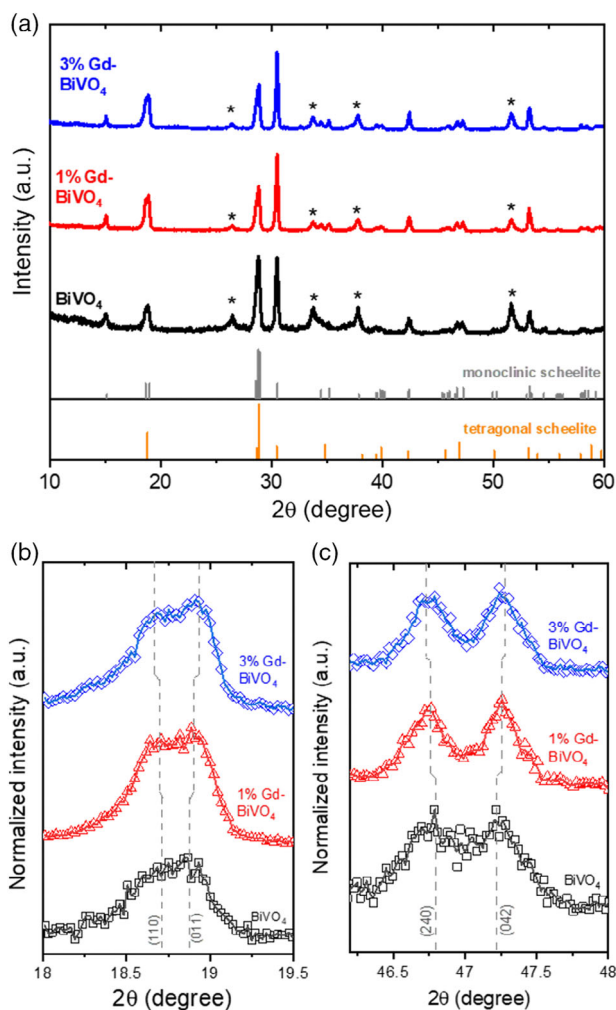 (a)
3% Gd-
BiVO₄
* * * *
1% Gd-
BiVO₄
* * * *
BiVO₄
* * * *
monoclinic scheelite
tetragonal scheelite
Intensity (a.u.)
10 20 30 40 50 60
2θ (degree)
(b)
3% Gd-
BiVO₄
1% Gd-
BiVO₄
BiVO₄
(110)
(011)
Normalized intensity (a.u.)
18 18.5 19 19.5
2θ (degree)
(c)
3% Gd-
BiVO₄
1% Gd-
BiVO₄
BiVO₄
(240)
(042)
Normalized intensity (a.u.)
46.5 47 47.5 48
2θ (degree)